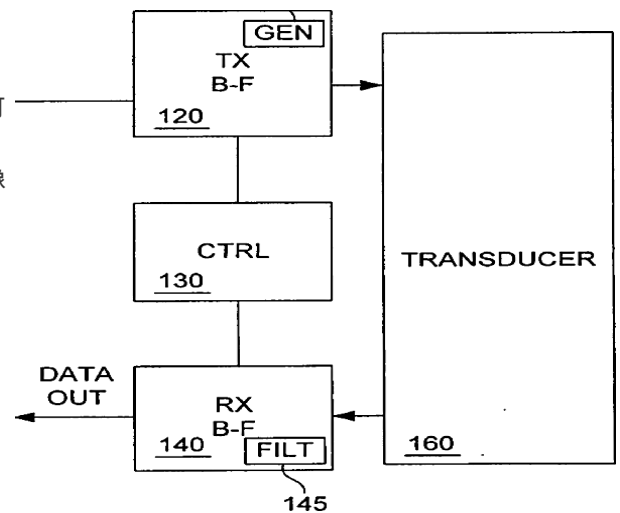 GEN
TX
B-F
120
CTRL
130
TRANSDUCER
DATA
OUT
RX
B-F
140
FILT
160
145